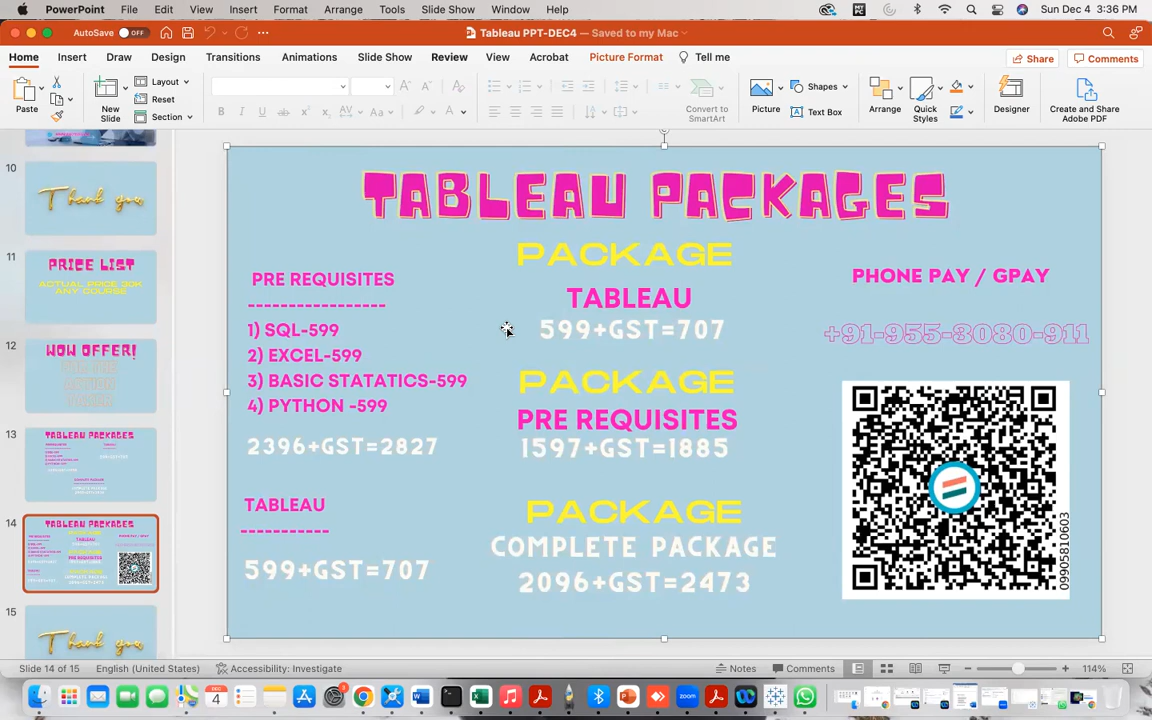 PowerPoint File Edit View Insert Format Arrange Tools Slide Show Window Help Sun Dec 4 3:36 PM
AutoSave OFF Tableau PPT-DEC4 — Saved to my Mac
Home Insert Draw Design Transitions Animations Slide Show Review View Acrobat Picture Format Tell me Share Comments
Paste New Slide Layout Reset Section Convert to SmartArt Picture Shapes Text Box Arrange Quick Styles Designer Create and Share Adobe PDF
10
Thank you
11
PRICE LIST
ACTUAL PRICE 30K
ANY COURSE
12
WOW OFFER!
13
TABLEAU PACKAGES
14
TABLEAU PACKAGES
15
Thank you
TABLEAU PACKAGES
PRE REQUISITES
-----------------
1) SQL-599
2) EXCEL-599
3) BASIC STATATICS-599
4) PYTHON -599
2396+GST=2827
TABLEAU
-----------
599+GST=707
PACKAGE
TABLEAU
599+GST=707
PACKAGE
PRE REQUISITES
1597+GST=1885
PACKAGE
COMPLETE PACKAGE
2096+GST=2473
PHONE PAY / GPAY
+91-955-3080-911
09905810603
Slide 14 of 15 English (United States) Accessibility: Investigate Notes Comments 114%